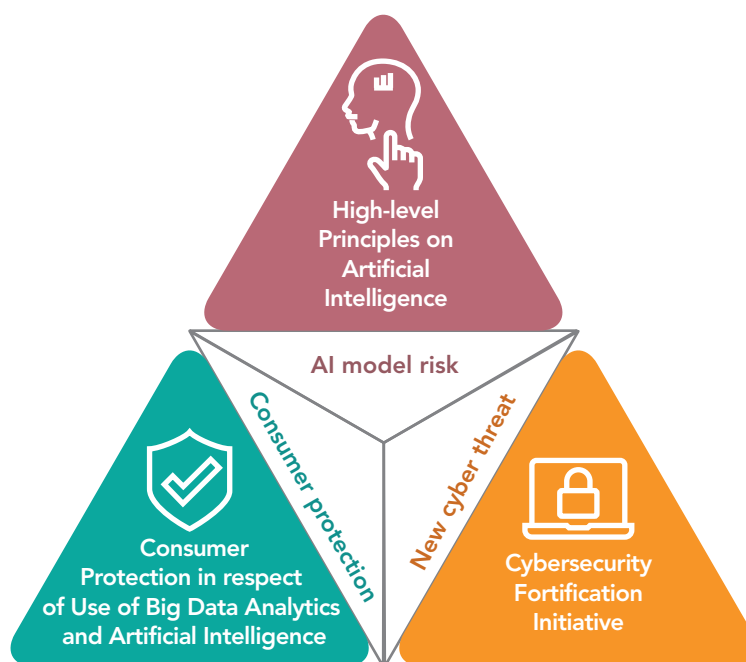 High-level
Principles on
Artificial
Intelligence
AI model risk
Consumer protection
New cyber threat
Consumer
Protection in respect
of Use of Big Data Analytics
and Artificial Intelligence
Cybersecurity
Fortification
Initiative